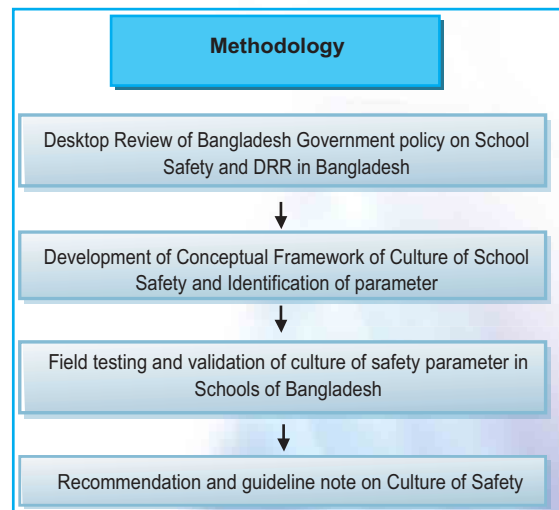 Methodology
Desktop Review of Bangladesh Government policy on School
Safety and DRR in Bangladesh
Development of Conceptual Framework of Culture of School
Safety and Identification of parameter
Field testing and validation of culture of safety parameter in
Schools of Bangladesh
Recommendation and guideline note on Culture of Safety